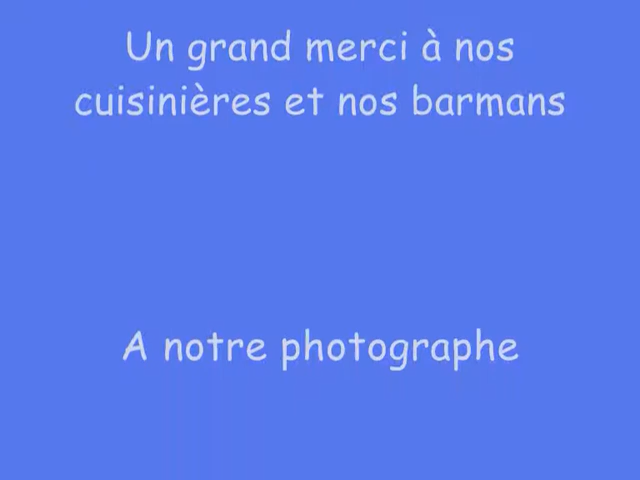 Un grand merci à nos
cuisinières et nos barmans
A notre photographe